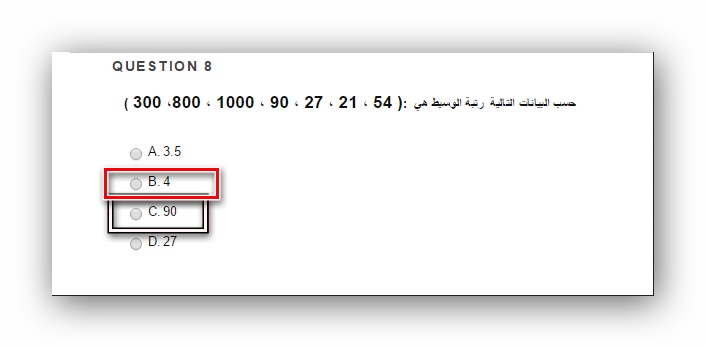 QUESTION 8
حسب البيانات التالية رتبة الوسيط هي :( 54 ، 21 ، 27 ، 90 ، 1000 ، 800، 300 )
A. 3.5
B. 4
C. 90
D. 27